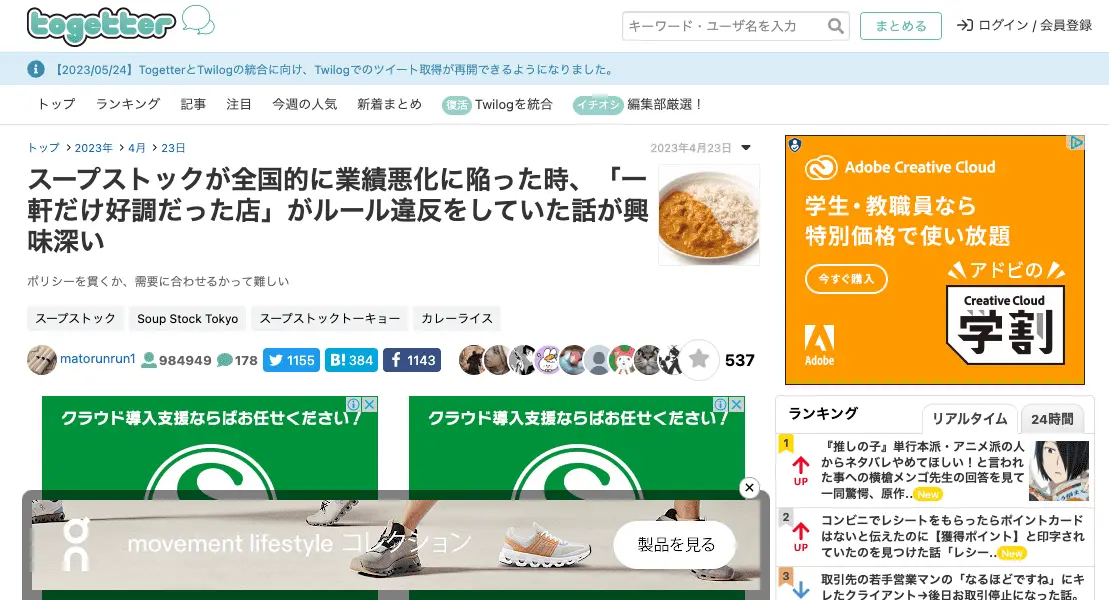 togetter
キーワード・ユーザ名を入力
まとめる
ログイン / 会員登録
【2023/05/24】TogetterとTwilogの統合に向け、Twilogでのツイート取得が再開できるようになりました。
トップ ランキング 記事 注目 今週の人気 新着まとめ 復活 Twilogを統合 イチオシ 編集部厳選！
トップ > 2023年 > 4月 > 23日
2023年4月23日
スープストックが全国的に業績悪化に陥った時、「一
軒だけ好調だった店」がルール違反をしていた話が興
味深い
ポリシーを貫くか、需要に合わせるかって難しい
スープストック Soup Stock Tokyo スープストックトーキョー カレーライス
matorunrun1 984949 178 1155 B! 384 1143 537
クラウド導入支援ならばお任せください！
クラウド導入支援ならばお任せください！
on
movement lifestyle コレクション
製品を見る
Adobe Creative Cloud
学生・教職員なら
特別価格で使い放題
今すぐ購入
アドビの
Creative Cloud
学割
Adobe
ランキング リアルタイム 24時間
1
『推しの子』単行本派・アニメ派の人
からネタバレやめてほしい！と言われ
た事への横槍メンゴ先生の回答を見て
一同驚愕、原作.. New
UP
2
コンビニでレシートをもらったらポイントカード
はないと伝えたのに【獲得ポイント】と印字され
ていたのを見つけた話「レシー.. New
UP
3
取引先の若手営業マンの「なるほどですね」にキ
レたクライアント→後日お取引停止になった話。